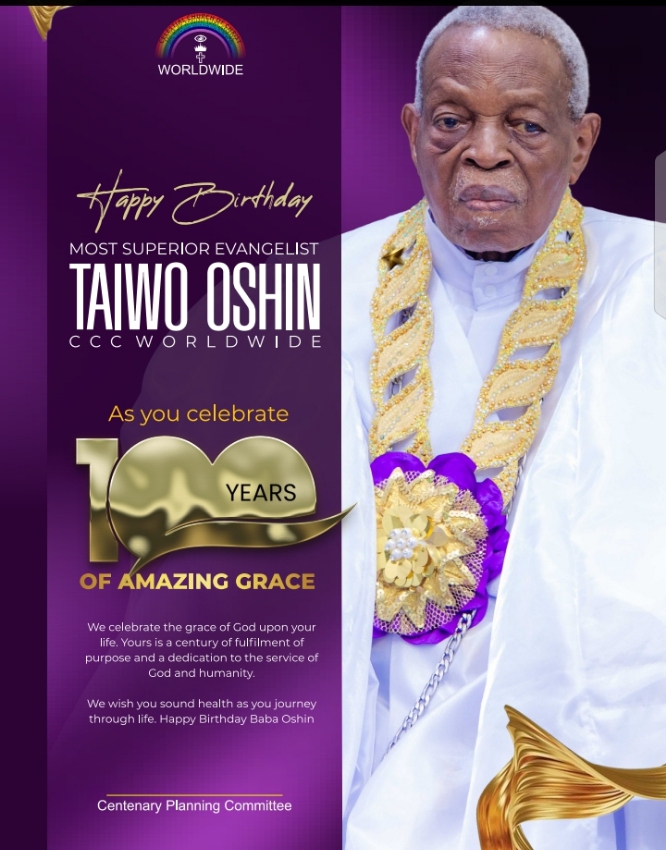 WORLDWIDE
Happy Birthday
MOST SUPERIOR EVANGELIST
TAIWO OSHIN
CCC WORLDWIDE
As you celebrate
100
YEARS
OF AMAZING GRACE
We celebrate the grace of God upon your
life. Yours is a century of fulfilment of
purpose and a dedication to the service of
God and humanity.
We wish you sound health as you journey
through life. Happy Birthday Baba Oshin
Centenary Planning Committee